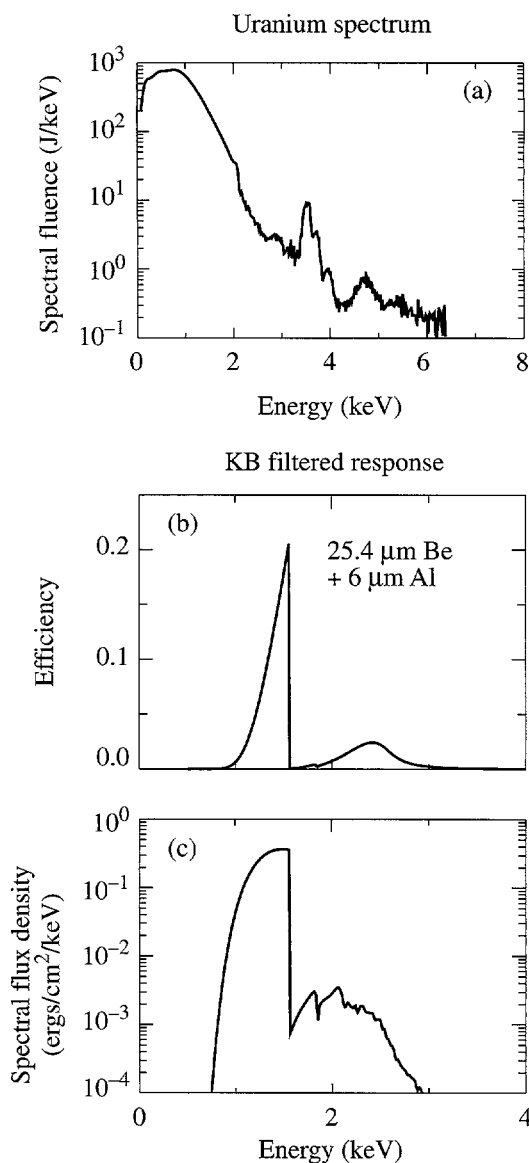 Uranium spectrum
(a)
Spectral fluence (J/keV)
10³
10²
10¹
10⁰
10⁻¹
0 2 4 6 8
Energy (keV)
KB filtered response
(b)
25.4 μm Be
+ 6 μm Al
Efficiency
0.2
0.1
0.0
(c)
Spectral flux density
(ergs/cm²/keV)
10⁰
10⁻¹
10⁻²
10⁻³
10⁻⁴
0 2 4
Energy (keV)